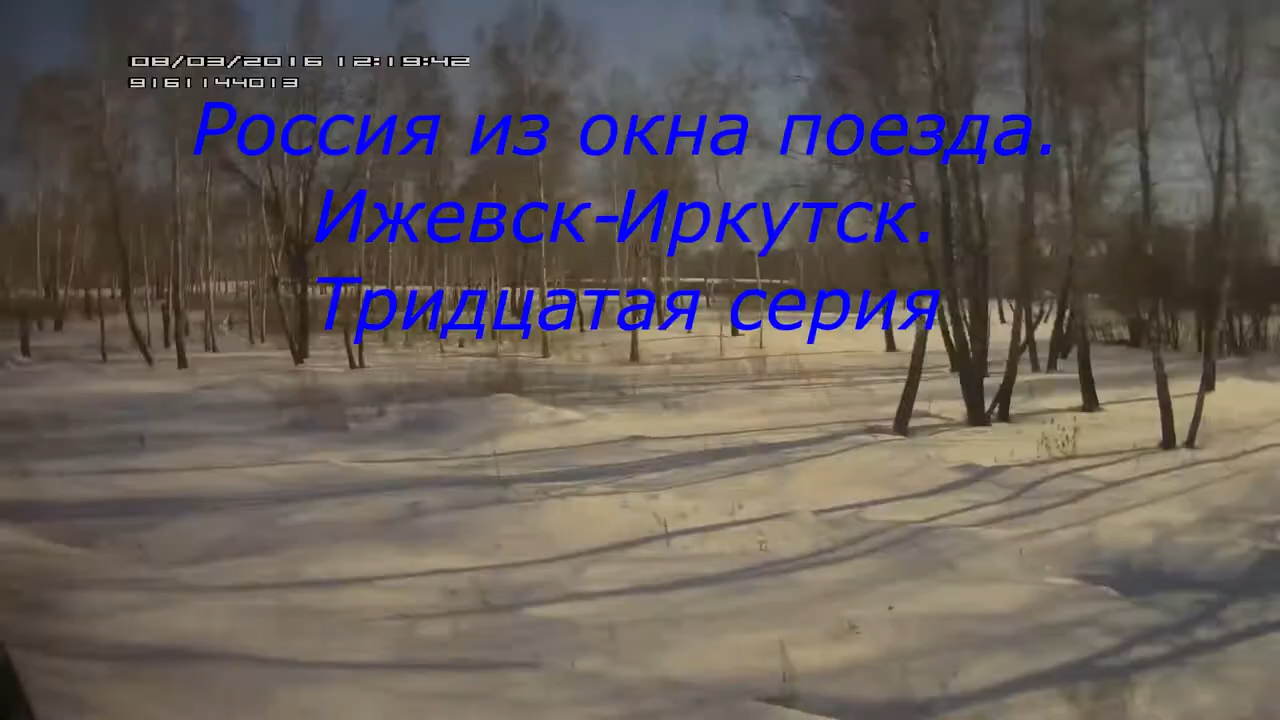 08/03/2016 12:19:42
9161144013
Россия из окна поезда.
Ижевск-Иркутск.
Тридцатая серия